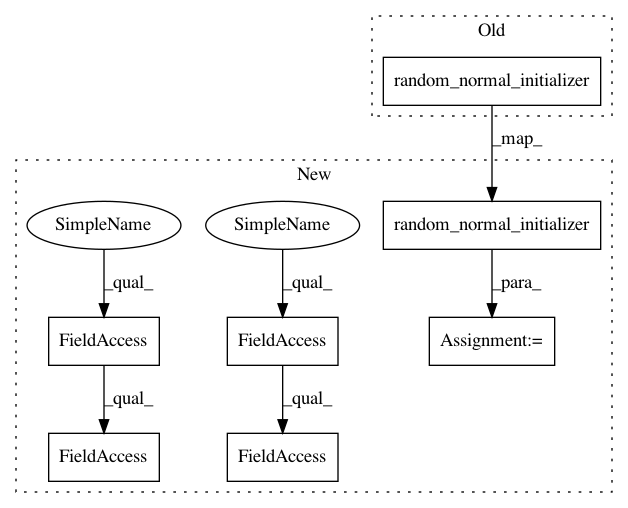 Old
random_normal_initializer
_map_
New
SimpleName
SimpleName
random_normal_initializer
_qual_
_qual_
_para_
FieldAccess
FieldAccess
Assignment:=
_qual_
_qual_
FieldAccess
FieldAccess